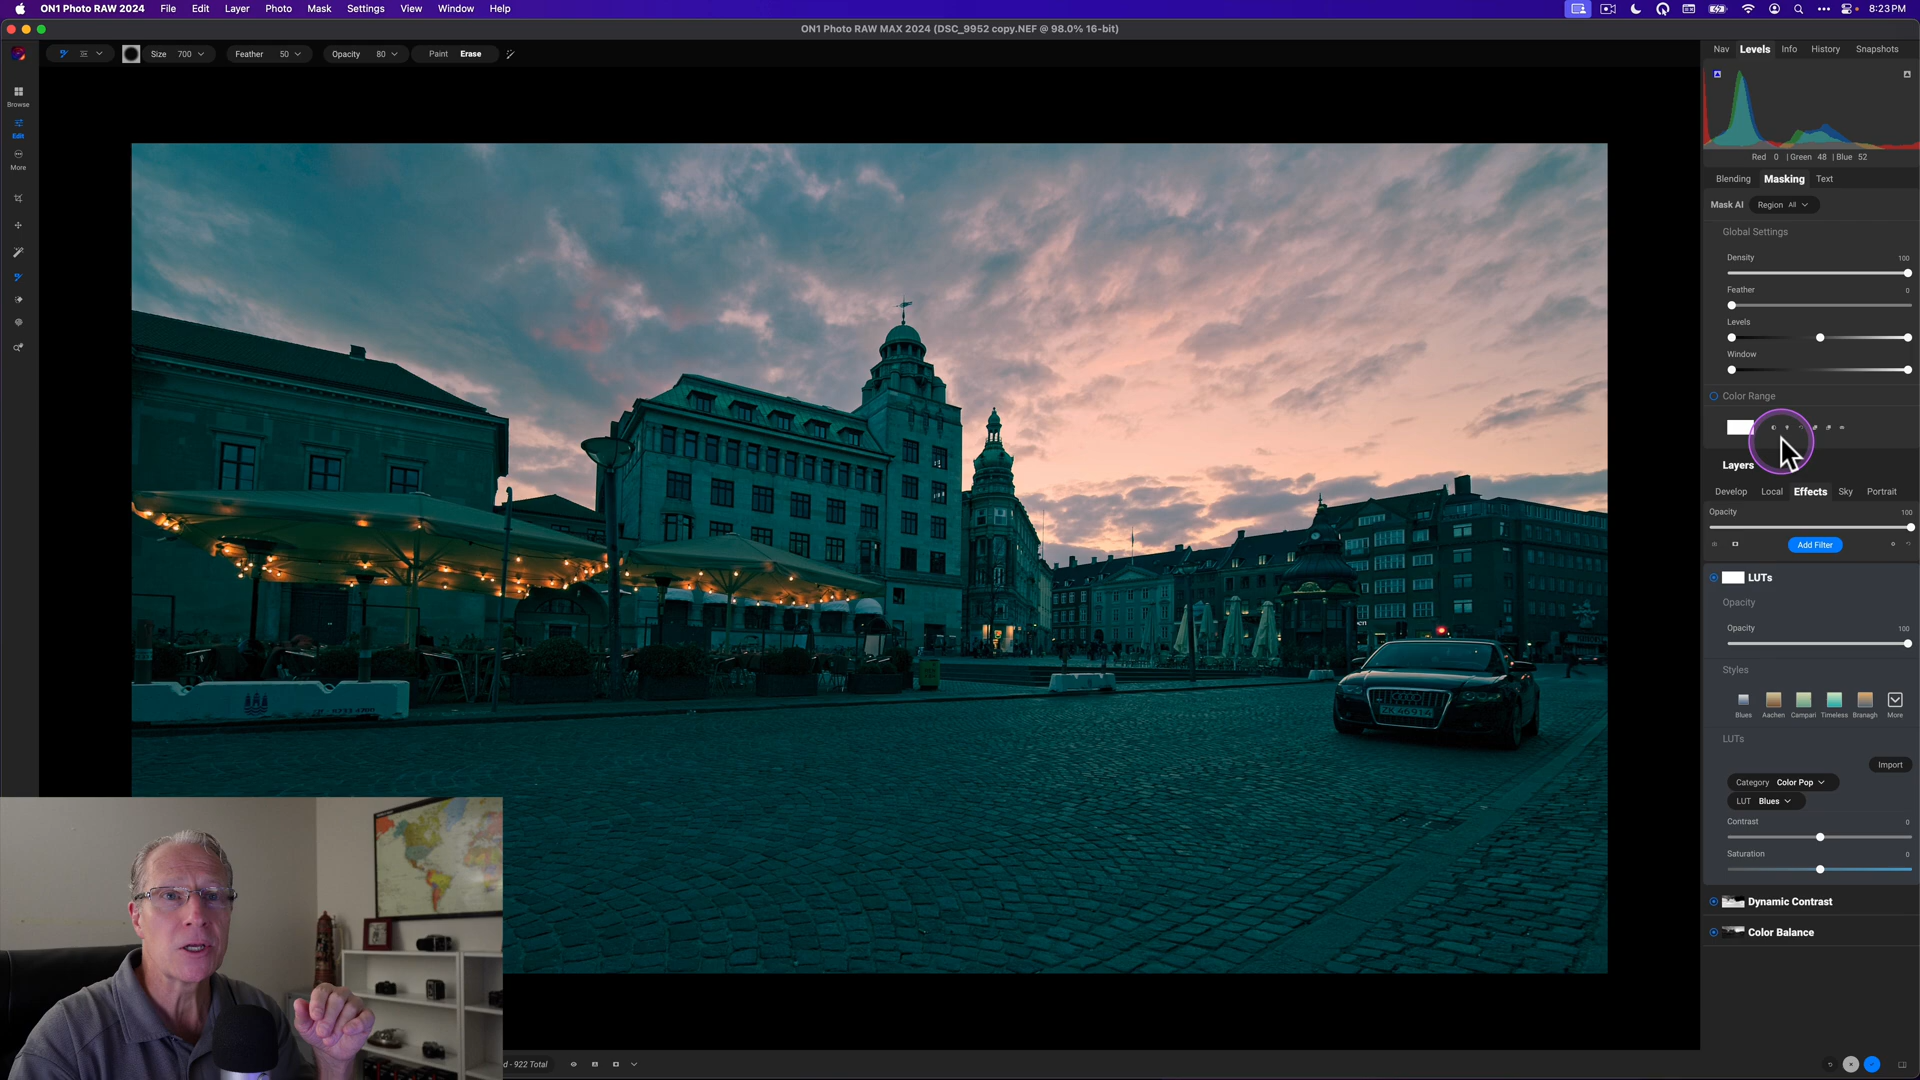 ON1 Photo RAW MAX 2024 File Edit Layer Photo Mask Settings View Window Help 8:23 PM
ON1 Photo RAW MAX 2024 (DSC_9952 copy.NEF @ 98.0% 16-bit)
Size 700 Feather 50 Opacity 80 Paint Erase
Browse
Edit
More
Nav Levels Info History Snapshots
Red 0 | Green 48 | Blue 52
Blending Masking Text
Mask AI Region All
Global Settings
Density 100
Feather 0
Levels
Window
Color Range
Layers
Develop Local Effects Sky Portrait
Opacity 100
Add Filter
LUTs
Opacity
Opacity 100
Styles
Blues Aachen Campari Timeless Branagh More
LUTs
Import
Category Color Pop
LUT Blues
Contrast 0
Saturation 0
Dynamic Contrast
Color Balance
ZK 46914
d - 922 Total